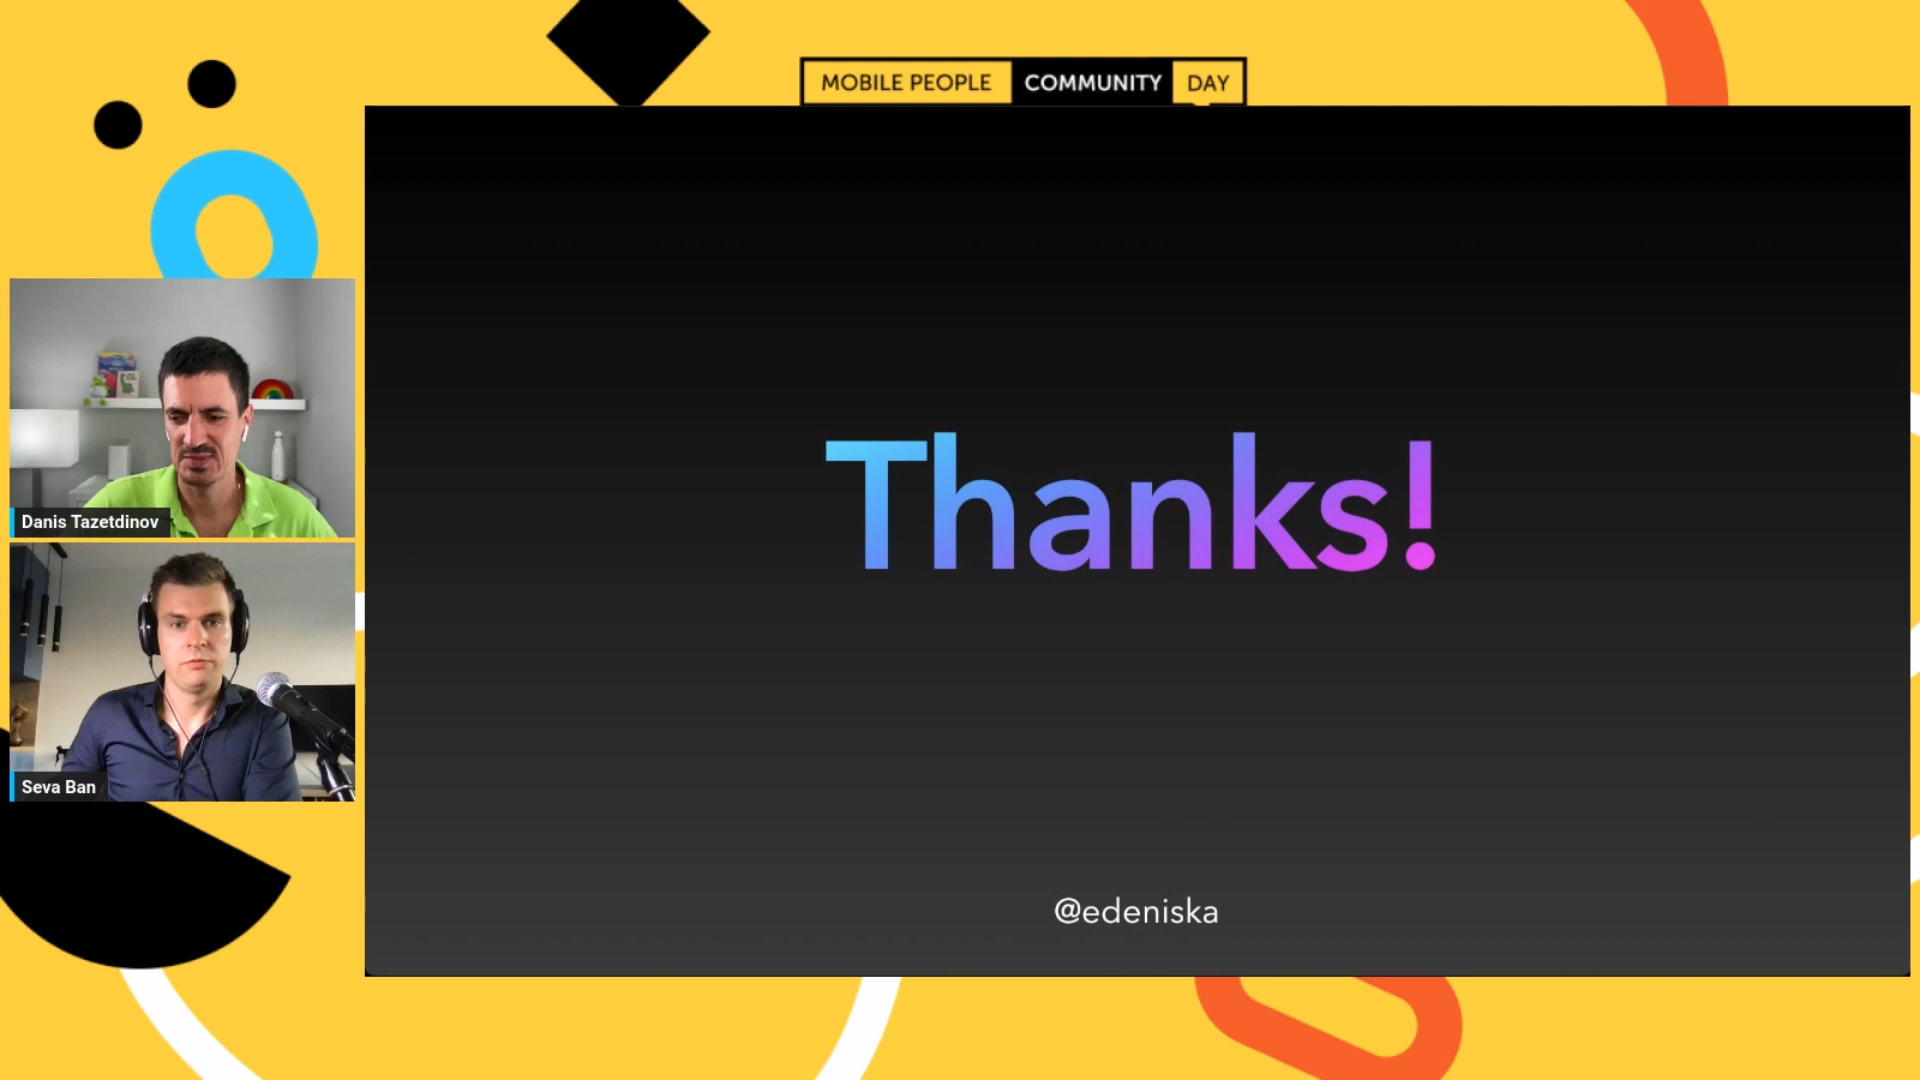 MOBILE PEOPLE COMMUNITY DAY
Thanks!
Danis Tazetdinov
Seva Ban
@edeniska